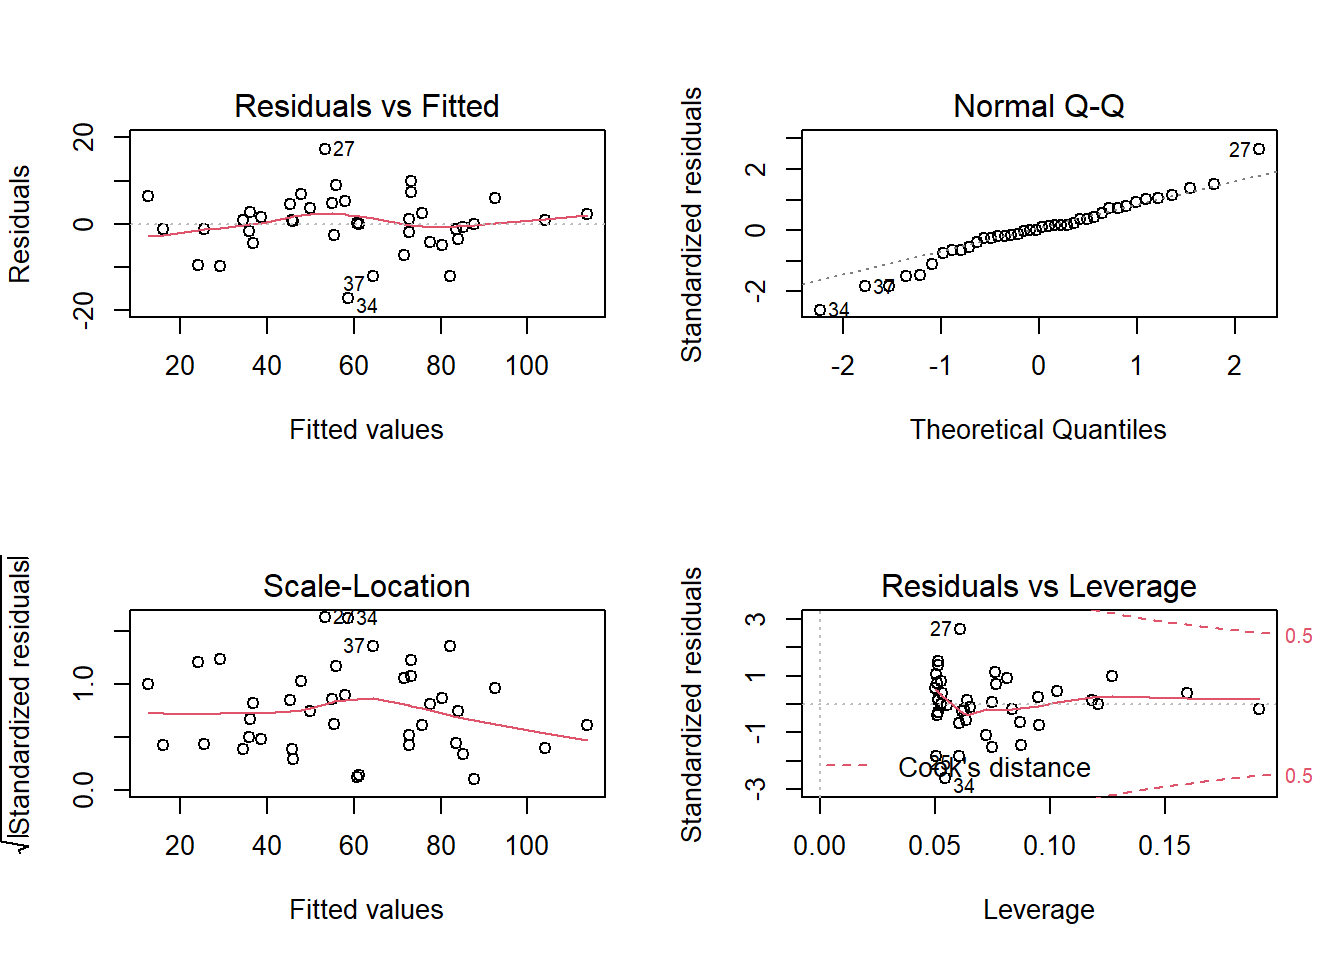 Residuals vs Fitted
Residuals
20
0
-20
27
37
34
20 40 60 80 100
Fitted values
Normal Q-Q
Standardized residuals
2
0
-2
27
37
34
-2 -1 0 1 2
Theoretical Quantiles
Scale-Location
√|Standardized residuals|
1.0
0.0
27 34
37
20 40 60 80 100
Fitted values
Residuals vs Leverage
Standardized residuals
3
1
-1
-3
27
0.5
Cook's distance
0.5
34
0.00 0.05 0.10 0.15
Leverage